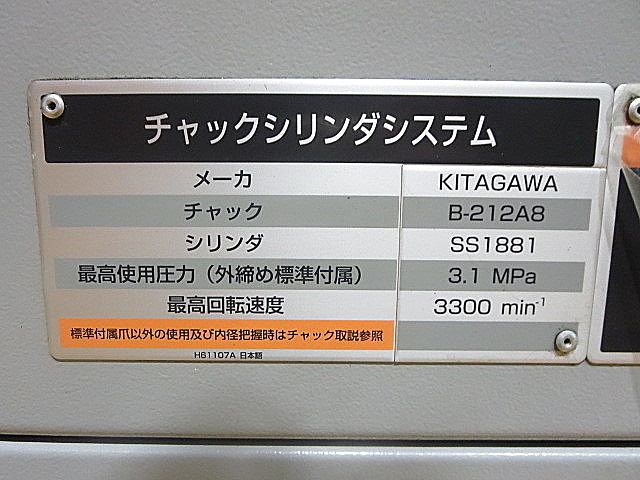 チャックシリンダシステム
メーカ KITAGAWA
チャック B-212A8
シリンダ SS1881
最高使用圧力（外締め標準付属） 3.1 MPa
最高回転速度 3300 min⁻¹
標準付属爪以外の使用及び内径把握時はチャック取説参照
H61107A 日本語